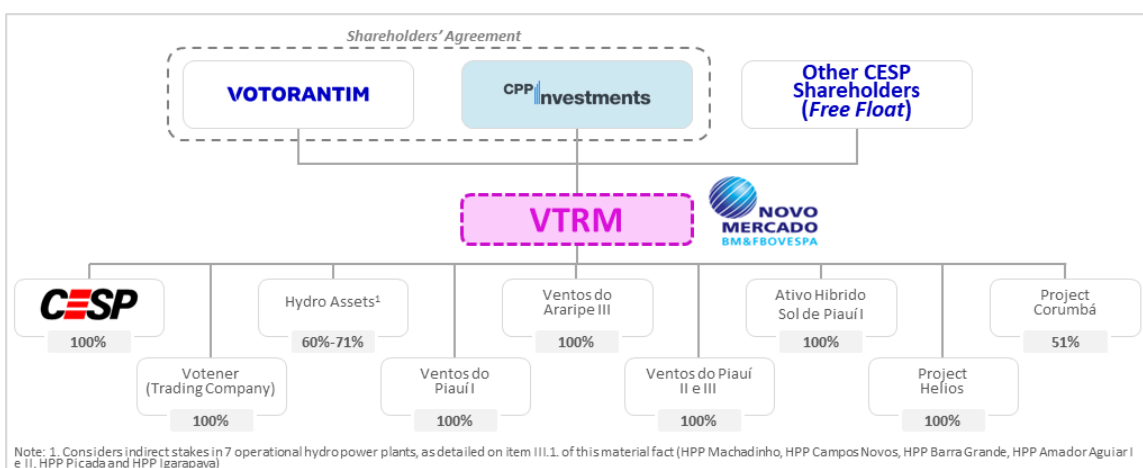 Shareholders' Agreement
VOTORANTIM
CPP Investments
Other CESP
Shareholders
(Free Float)
VTRM
NOVO
MERCADO
BM&FBOVESPA
CESP
100%
Hydro Assets¹
60%-71%
Ventos do
Araripe III
100%
Ativo Hibrido
Sol de Piauí I
100%
Project
Corumbá
51%
Votener
(Trading Company)
100%
Ventos do
Piauí I
100%
Ventos do Piauí
II e III
100%
Project
Helios
100%
Note: 1. Considers indirect stakes in 7 operational hydro power plants, as detailed on item III.1. of this material fact (HPP Machadinho, HPP Campos Novos, HPP Barra Grande, HPP Amador Aguiar I
e II, HPP Picada and HPP Igarapava)